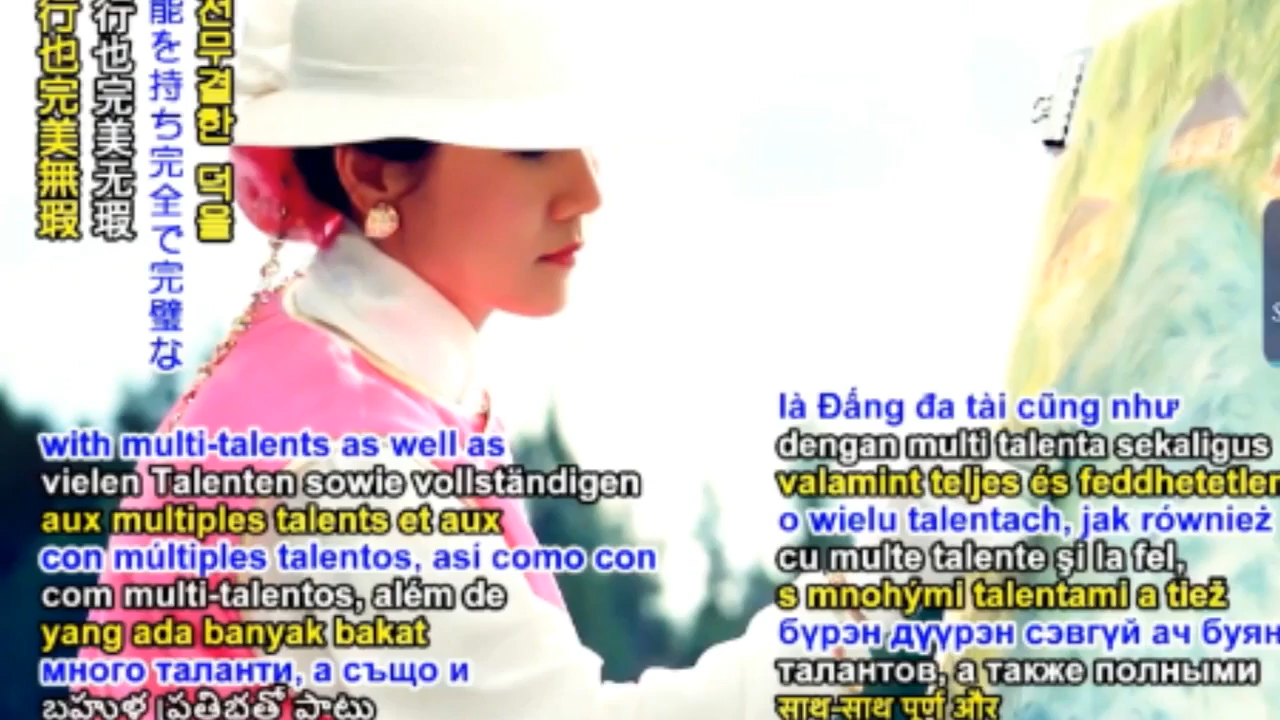 行也完美無瑕
行也完美无瑕
能を持ち完全で完璧な
전무결한 덕을
with multi-talents as well as
vielen Talenten sowie vollständigen
aux multiples talents et aux
con múltiples talentos, así como con
com multi-talentos, além de
yang ada banyak bakat
много таланти, а също и
బహుళ ప్రతిభతో పాటు
là Đấng đa tài cũng như
dengan multi talenta sekaligus
valamint teljes és feddhetetlen
o wielu talentach, jak również
cu multe talente şi la fel,
s mnohými talentami a tiež
бүрэн дүүрэн сэвгүй ач буян
талантов, а также полными
साथ-साथ पूर्ण और